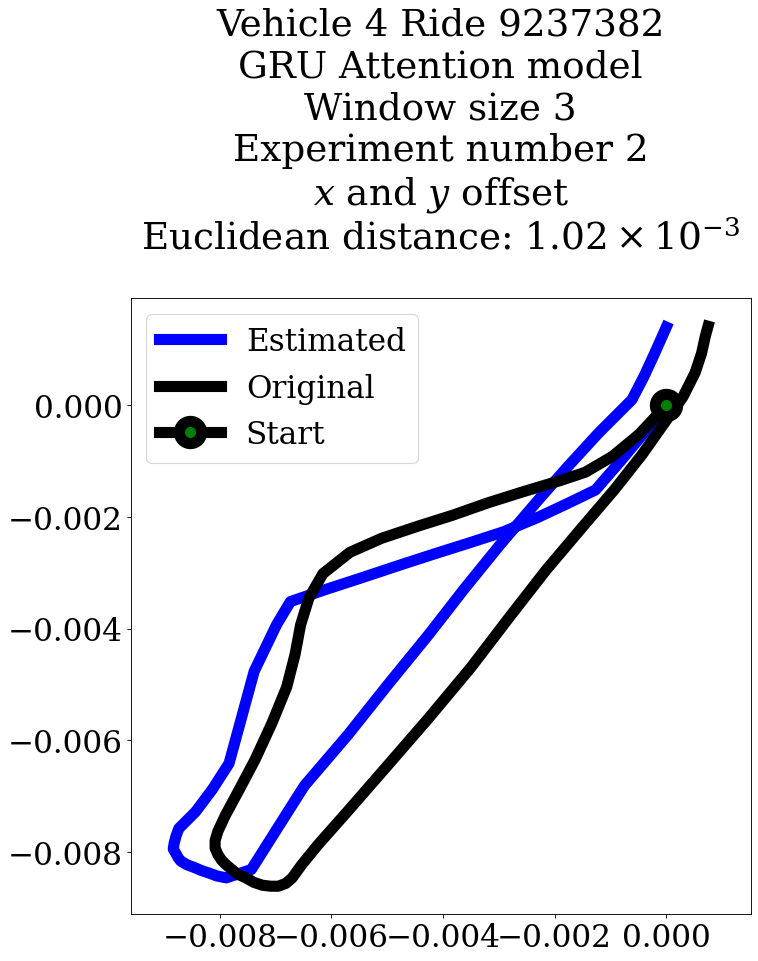 Vehicle 4 Ride 9237382
GRU Attention model
Window size 3
Experiment number 2
x and y offset
Euclidean distance: 1.02 × 10⁻³
Estimated
Original
Start
0.000
−0.002
−0.004
−0.006
−0.008
−0.008 −0.006 −0.004 −0.002 0.000